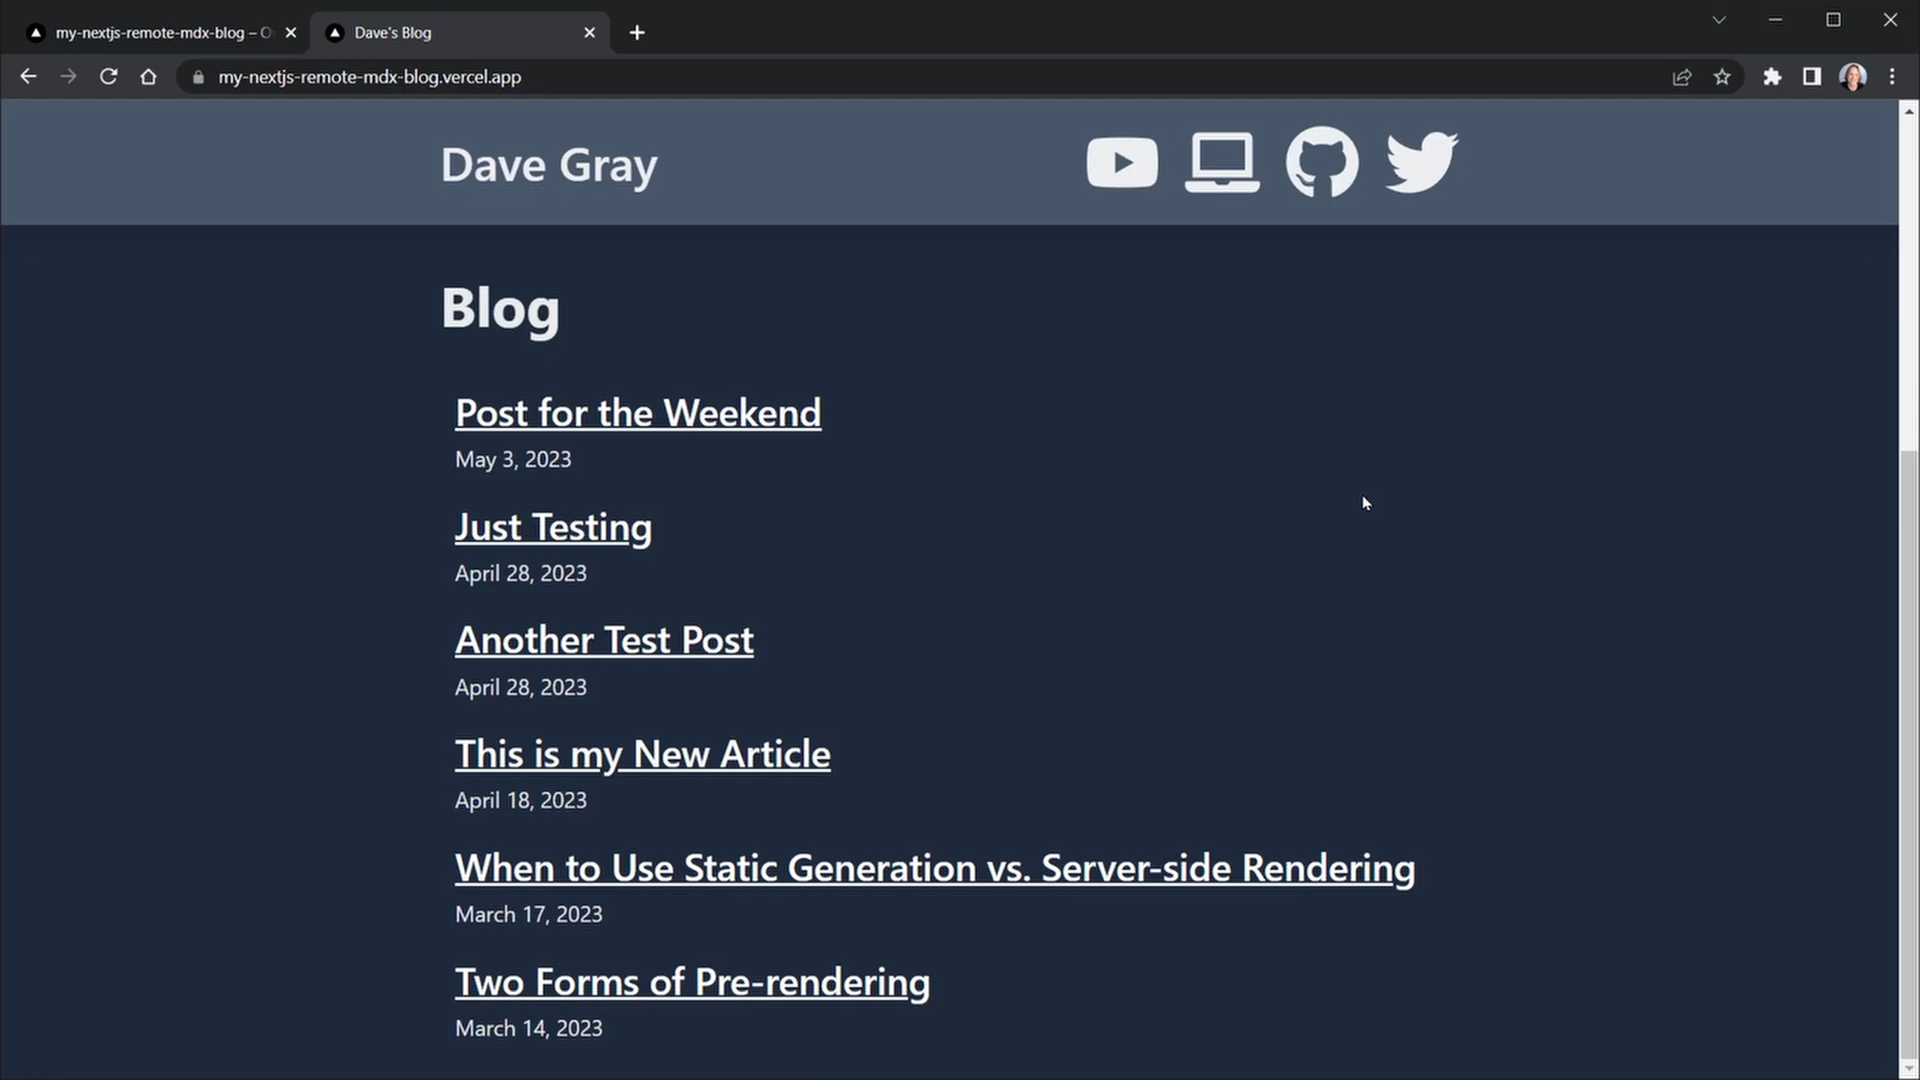 my-nextjs-remote-mdx-blog – O
Dave's Blog
my-nextjs-remote-mdx-blog.vercel.app
Dave Gray
Blog
Post for the Weekend
May 3, 2023
Just Testing
April 28, 2023
Another Test Post
April 28, 2023
This is my New Article
April 18, 2023
When to Use Static Generation vs. Server-side Rendering
March 17, 2023
Two Forms of Pre-rendering
March 14, 2023